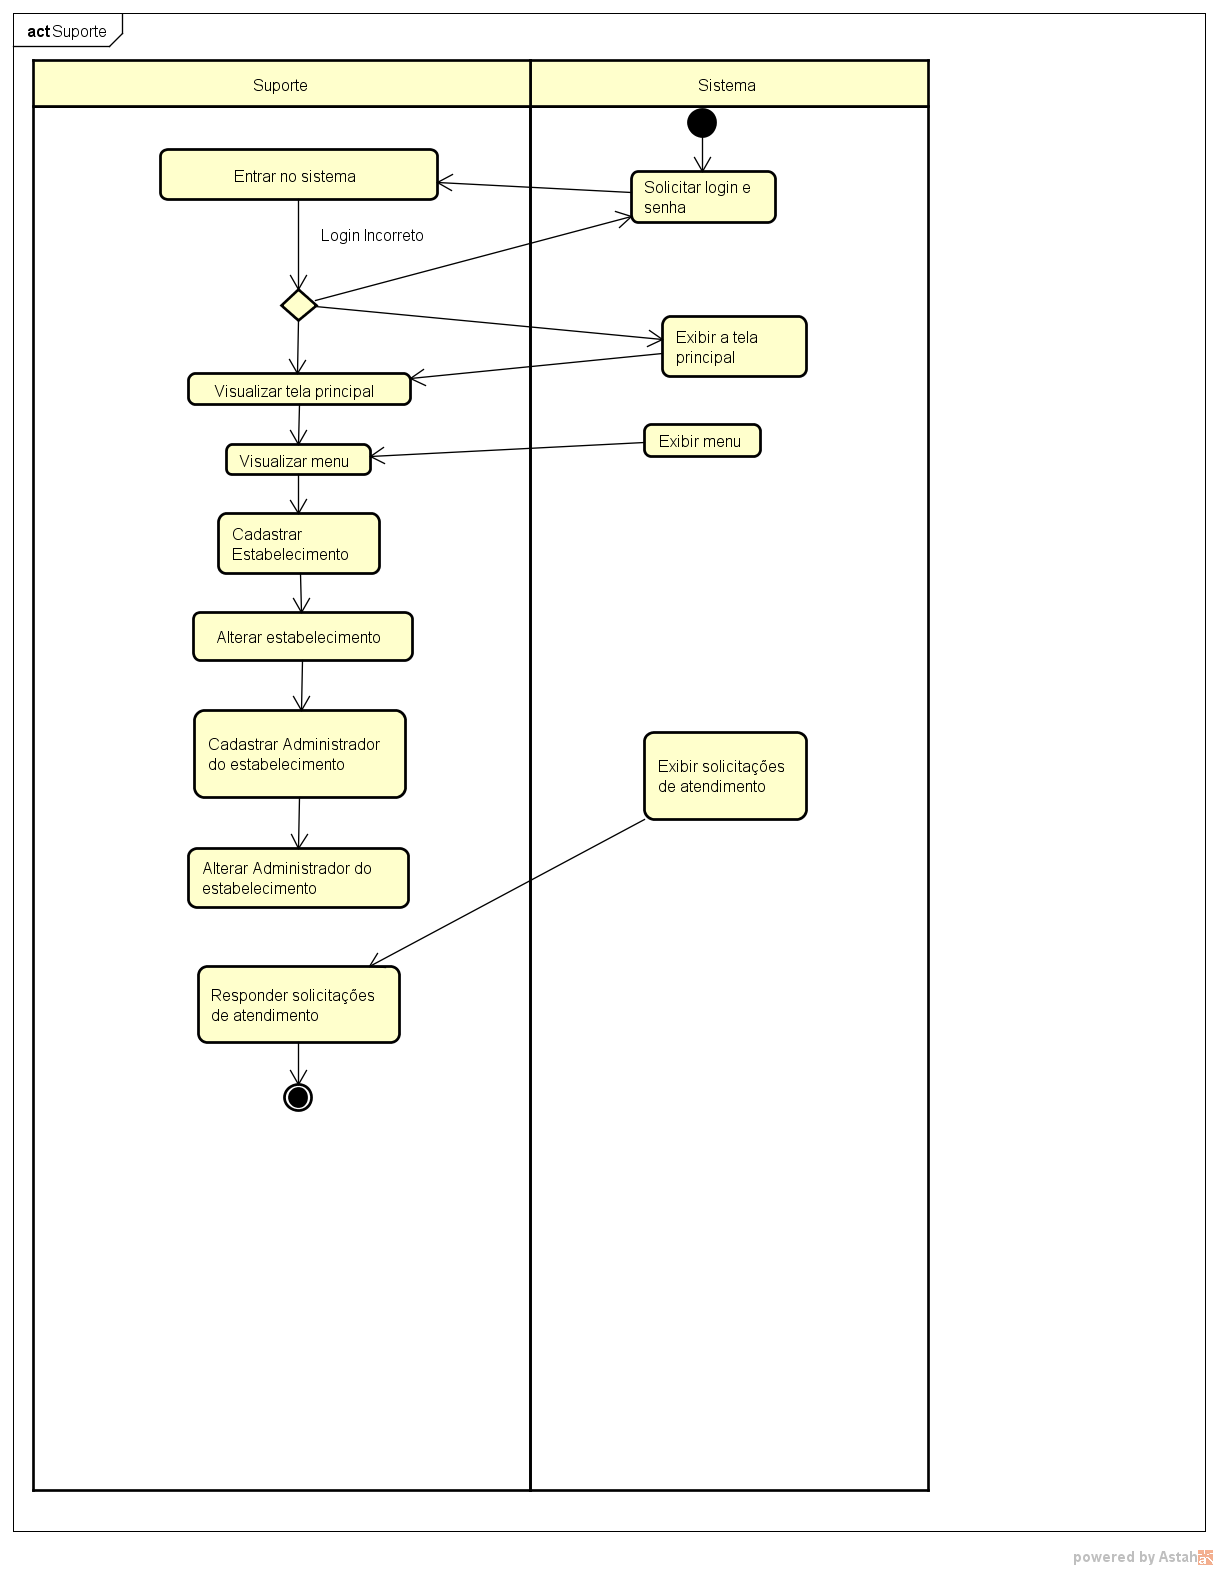 act Suporte
Suporte
Sistema
Entrar no sistema
Solicitar login e
senha
Login Incorreto
Exibir a tela
principal
Visualizar tela principal
Exibir menu
Visualizar menu
Cadastrar
Estabelecimento
Alterar estabelecimento
Cadastrar Administrador
do estabelecimento
Exibir solicitações
de atendimento
Alterar Administrador do
estabelecimento
Responder solicitações
de atendimento
powered by Astah